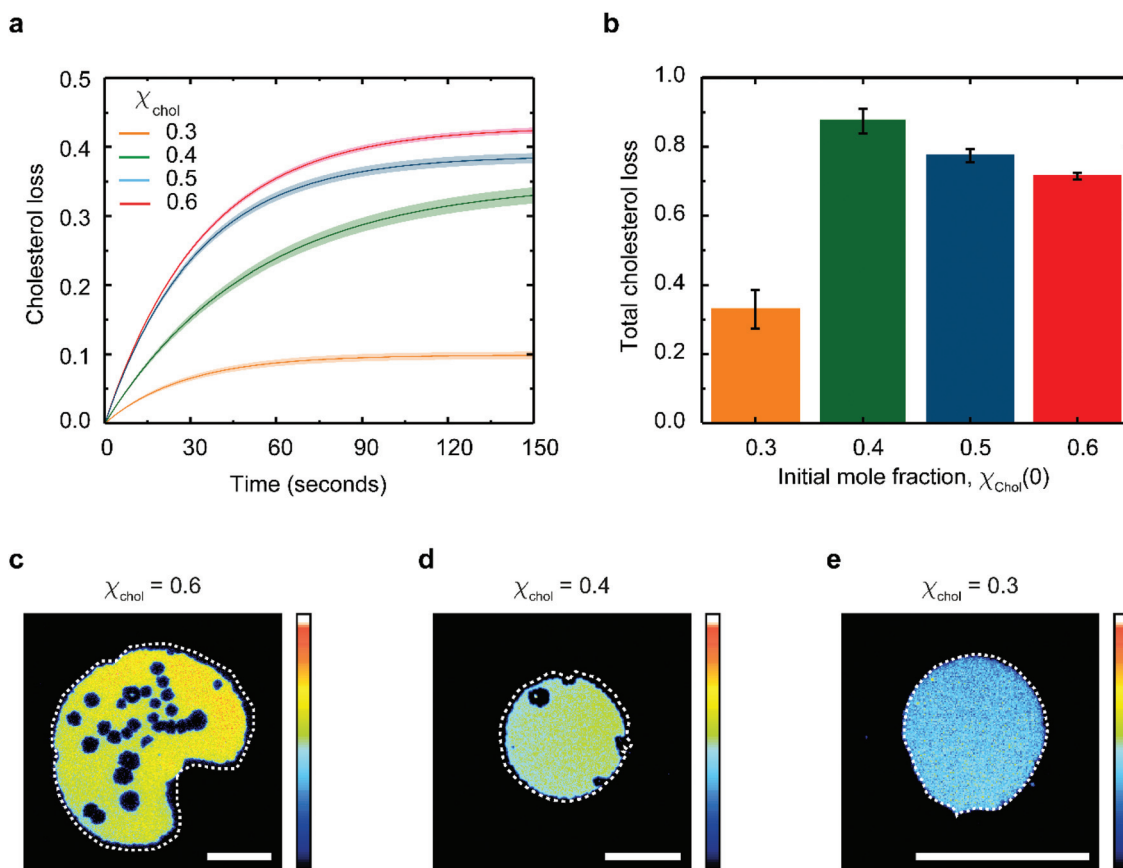 a
0.5
0.4
0.3
0.2
0.1
0.0
Cholesterol loss
χchol
0.3
0.4
0.5
0.6
0 30 60 90 120 150
Time (seconds)
b
1.0
0.8
0.6
0.4
0.2
0.0
Total cholesterol loss
0.3 0.4 0.5 0.6
Initial mole fraction, χChol(0)
c
χchol = 0.6
d
χchol = 0.4
e
χchol = 0.3